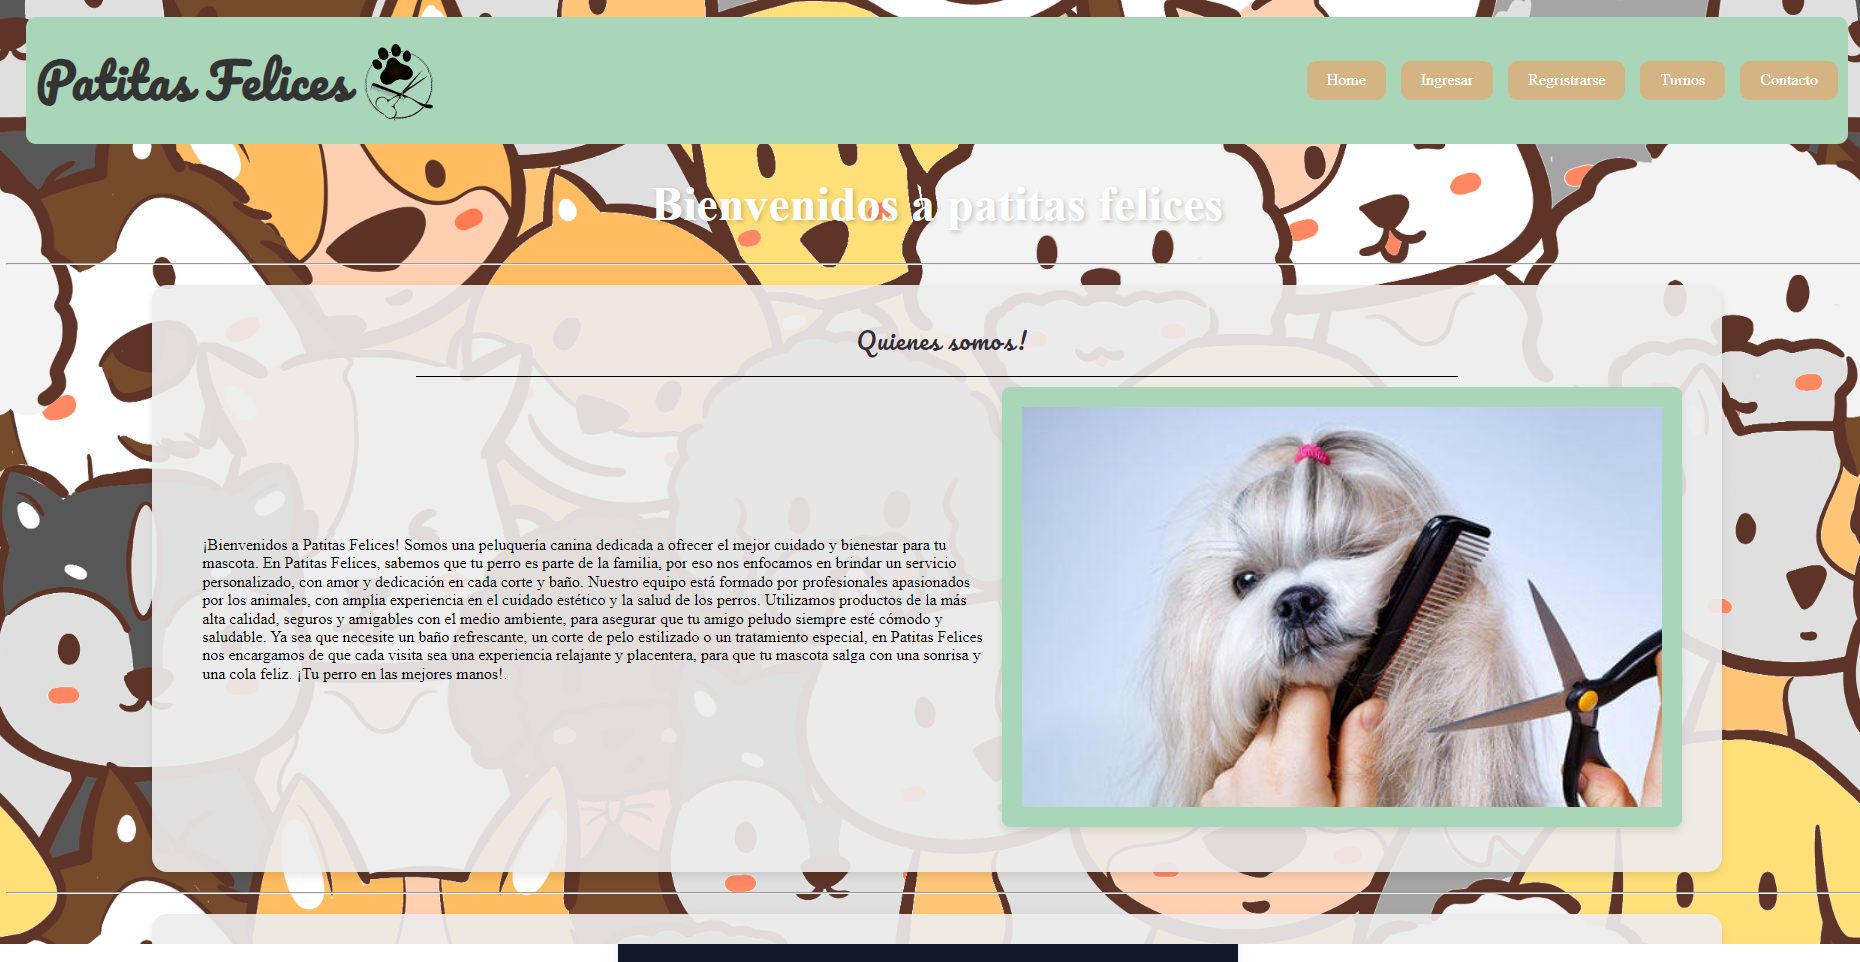 Patitas Felices
Home
Ingresar
Regristrarse
Turnos
Contacto
Bienvenidos a patitas felices
Quienes somos!
¡Bienvenidos a Patitas Felices! Somos una peluquería canina dedicada a ofrecer el mejor cuidado y bienestar para tu
mascota. En Patitas Felices, sabemos que tu perro es parte de la familia, por eso nos enfocamos en brindar un servicio
personalizado, con amor y dedicación en cada corte y baño. Nuestro equipo está formado por profesionales apasionados
por los animales, con amplia experiencia en el cuidado estético y la salud de los perros. Utilizamos productos de la más
alta calidad, seguros y amigables con el medio ambiente, para asegurar que tu amigo peludo siempre esté cómodo y
saludable. Ya sea que necesite un baño refrescante, un corte de pelo estilizado o un tratamiento especial, en Patitas Felices
nos encargamos de que cada visita sea una experiencia relajante y placentera, para que tu mascota salga con una sonrisa y
una cola feliz. ¡Tu perro en las mejores manos!.